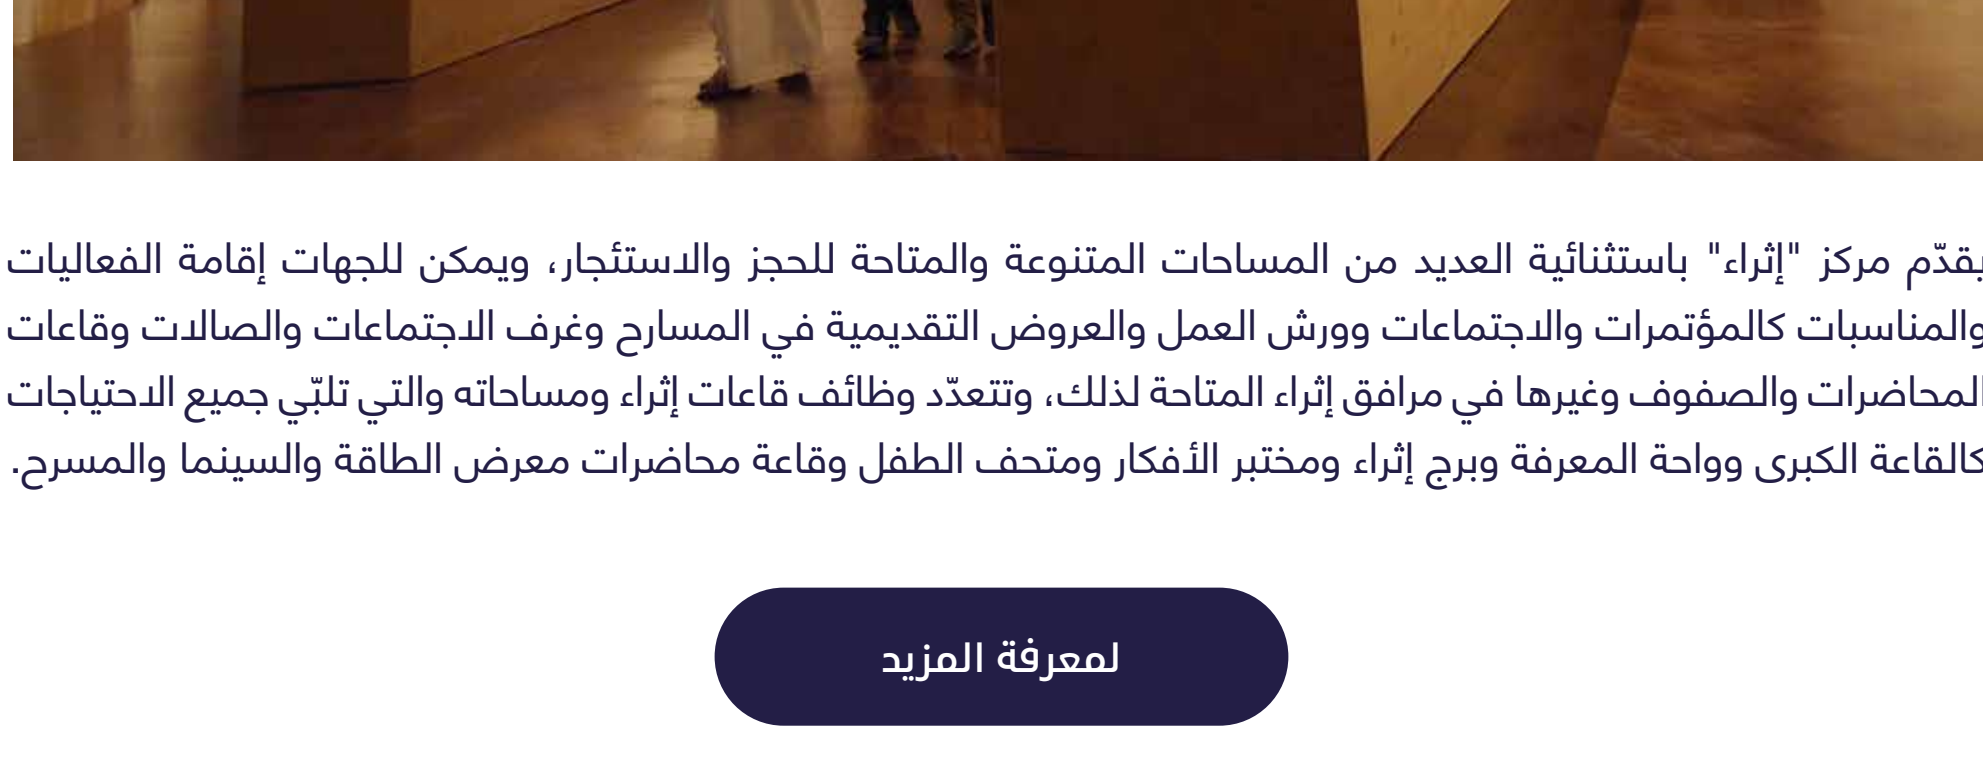 يقدّم مركز "إثراء" باستثنائية العديد من المساحات المتنوعة والمتاحة للحجز والاستئجار، ويمكن للجهات إقامة الفعاليات
والمناسبات كالمؤتمرات والاجتماعات وورش العمل والعروض التقديمية في المسارح وغرف الاجتماعات والصالات وقاعات
المحاضرات والصفوف وغيرها في مرافق إثراء المتاحة لذلك، وتتعدّد وظائف قاعات إثراء ومساحاته والتي تلبّي جميع الاحتياجات
كالقاعة الكبرى وواحة المعرفة وبرج إثراء ومختبر الأفكار ومتحف الطفل وقاعة محاضرات معرض الطاقة والسينما والمسرح.
لمعرفة المزيد